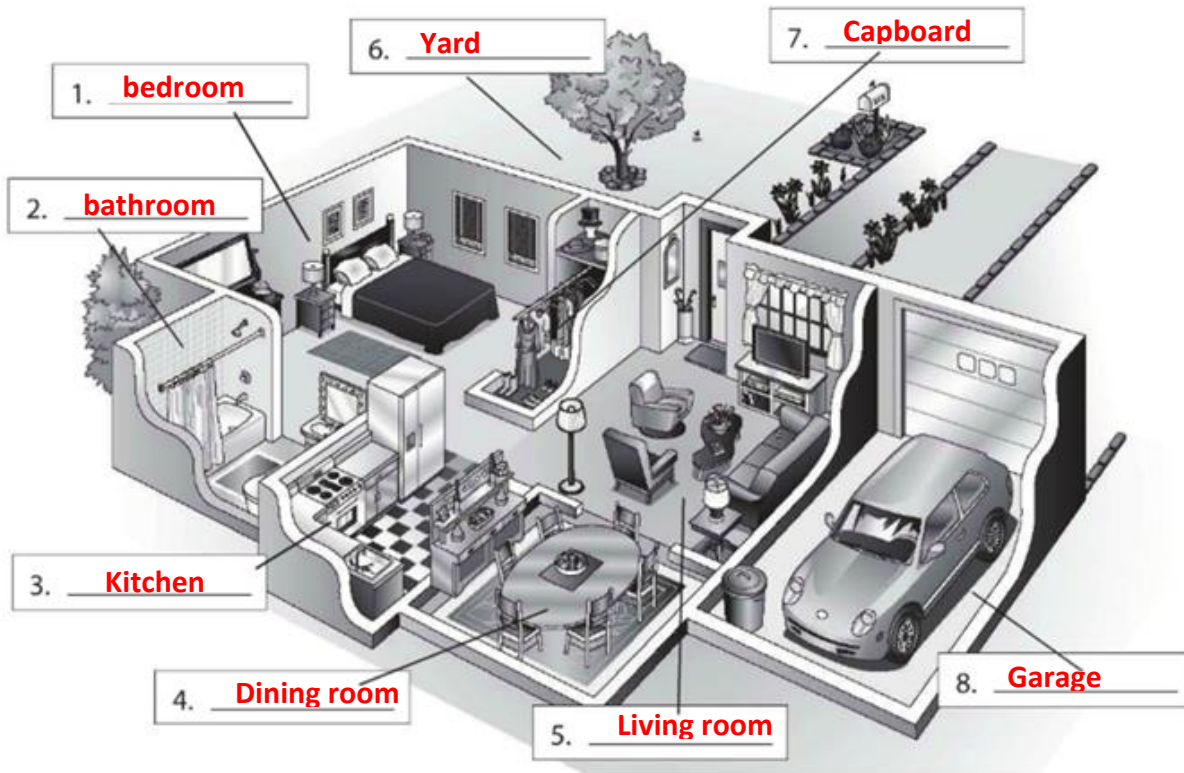 1. bedroom
2. bathroom
3. Kitchen
4. Dining room
5. Living room
6. Yard
7. Capboard
8. Garage